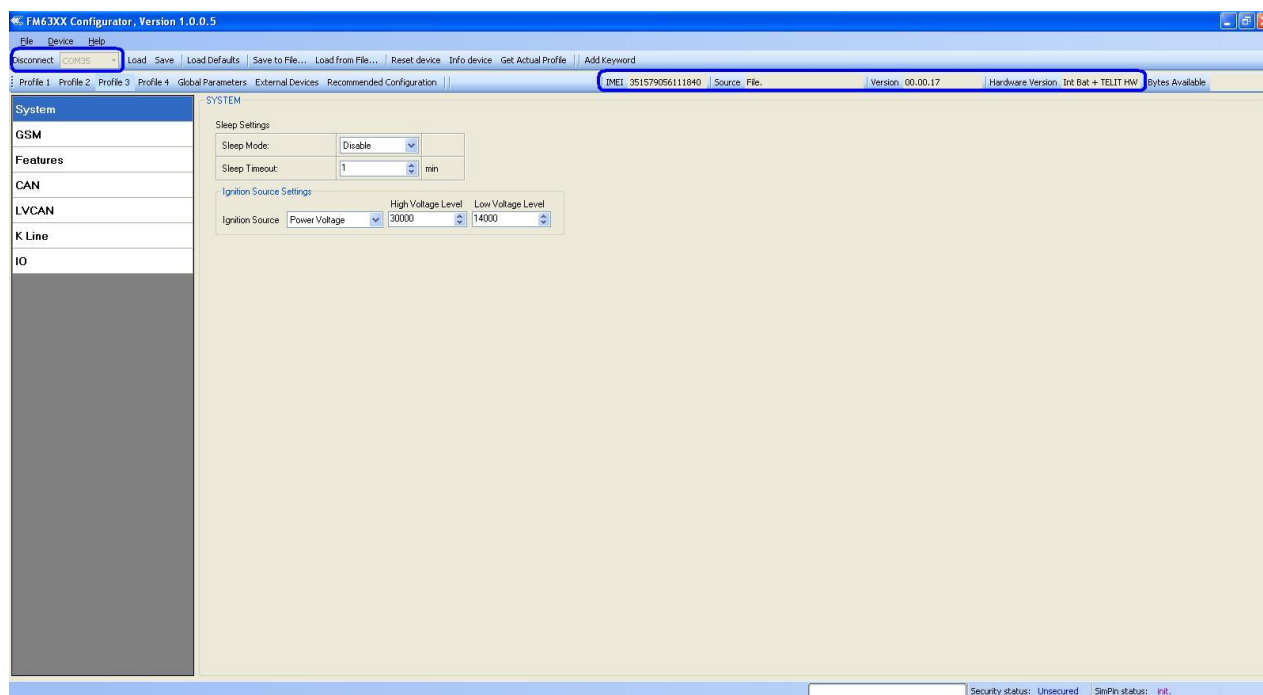 FM63XX Configurator, Version 1.0.0.5
File Device Help
Disconnect COM35 Load Save Load Defaults Save to File... Load from File... Reset device Info device Get Actual Profile Add Keyword
Profile 1 Profile 2 Profile 3 Profile 4 Global Parameters External Devices Recommended Configuration IMEI 351579056111840 Source File. Version 00.00.17 Hardware Version Int Bat + TELIT HW Bytes Available
System
GSM
Features
CAN
LVCAN
K Line
IO
SYSTEM
Sleep Settings
Sleep Mode: Disable
Sleep Timeout: 1 min
Ignition Source Settings
High Voltage Level Low Voltage Level
Ignition Source Power Voltage 30000 14000
Security status: Unsecured SimPin status: init.